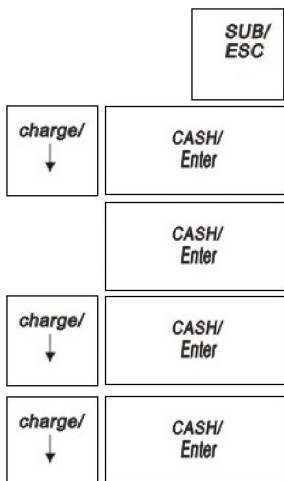 SUB/
ESC
charge/
↓
CASH/
Enter
CASH/
Enter
charge/
↓
CASH/
Enter
charge/
↓
CASH/
Enter